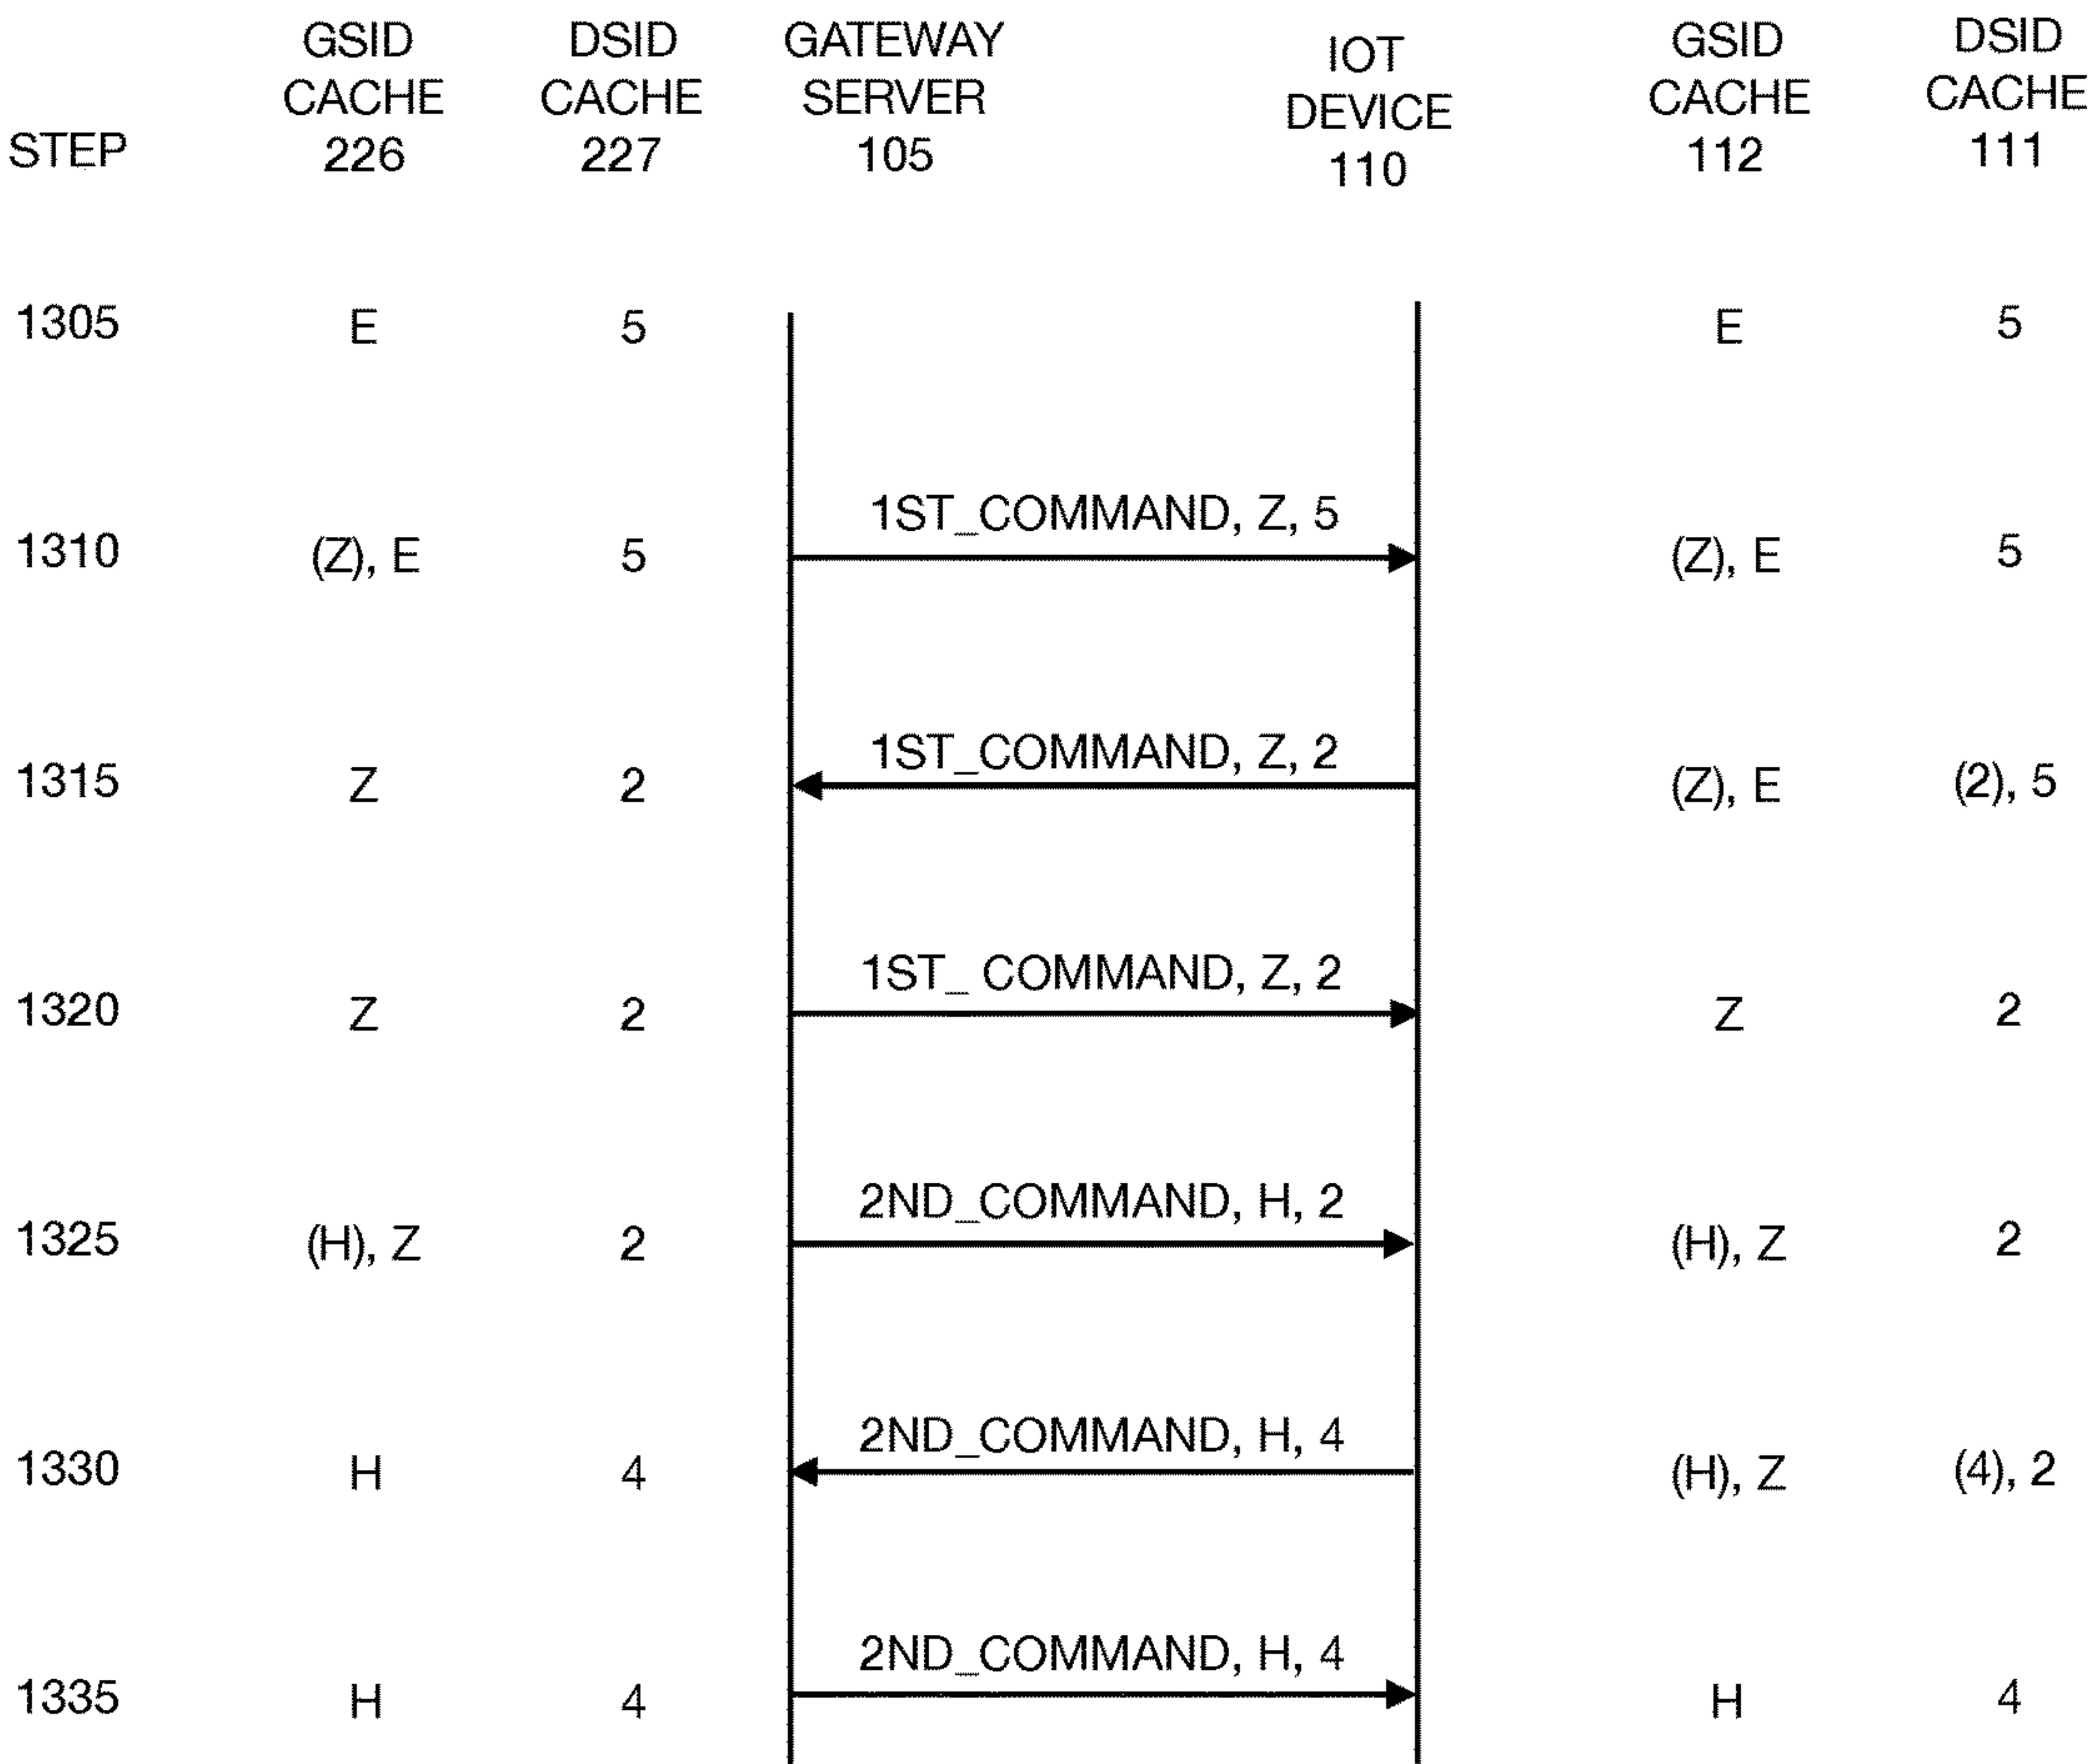 STEP
GSID CACHE 226
DSID CACHE 227
GATEWAY SERVER 105
IOT DEVICE 110
GSID CACHE 112
DSID CACHE 111
1305 E 5 E 5
1ST_COMMAND, Z, 5
1310 (Z), E 5 (Z), E 5
1ST_COMMAND, Z, 2
1315 Z 2 (Z), E (2), 5
1ST_ COMMAND, Z, 2
1320 Z 2 Z 2
2ND_COMMAND, H, 2
1325 (H), Z 2 (H), Z 2
2ND_COMMAND, H, 4
1330 H 4 (H), Z (4), 2
2ND_COMMAND, H, 4
1335 H 4 H 4